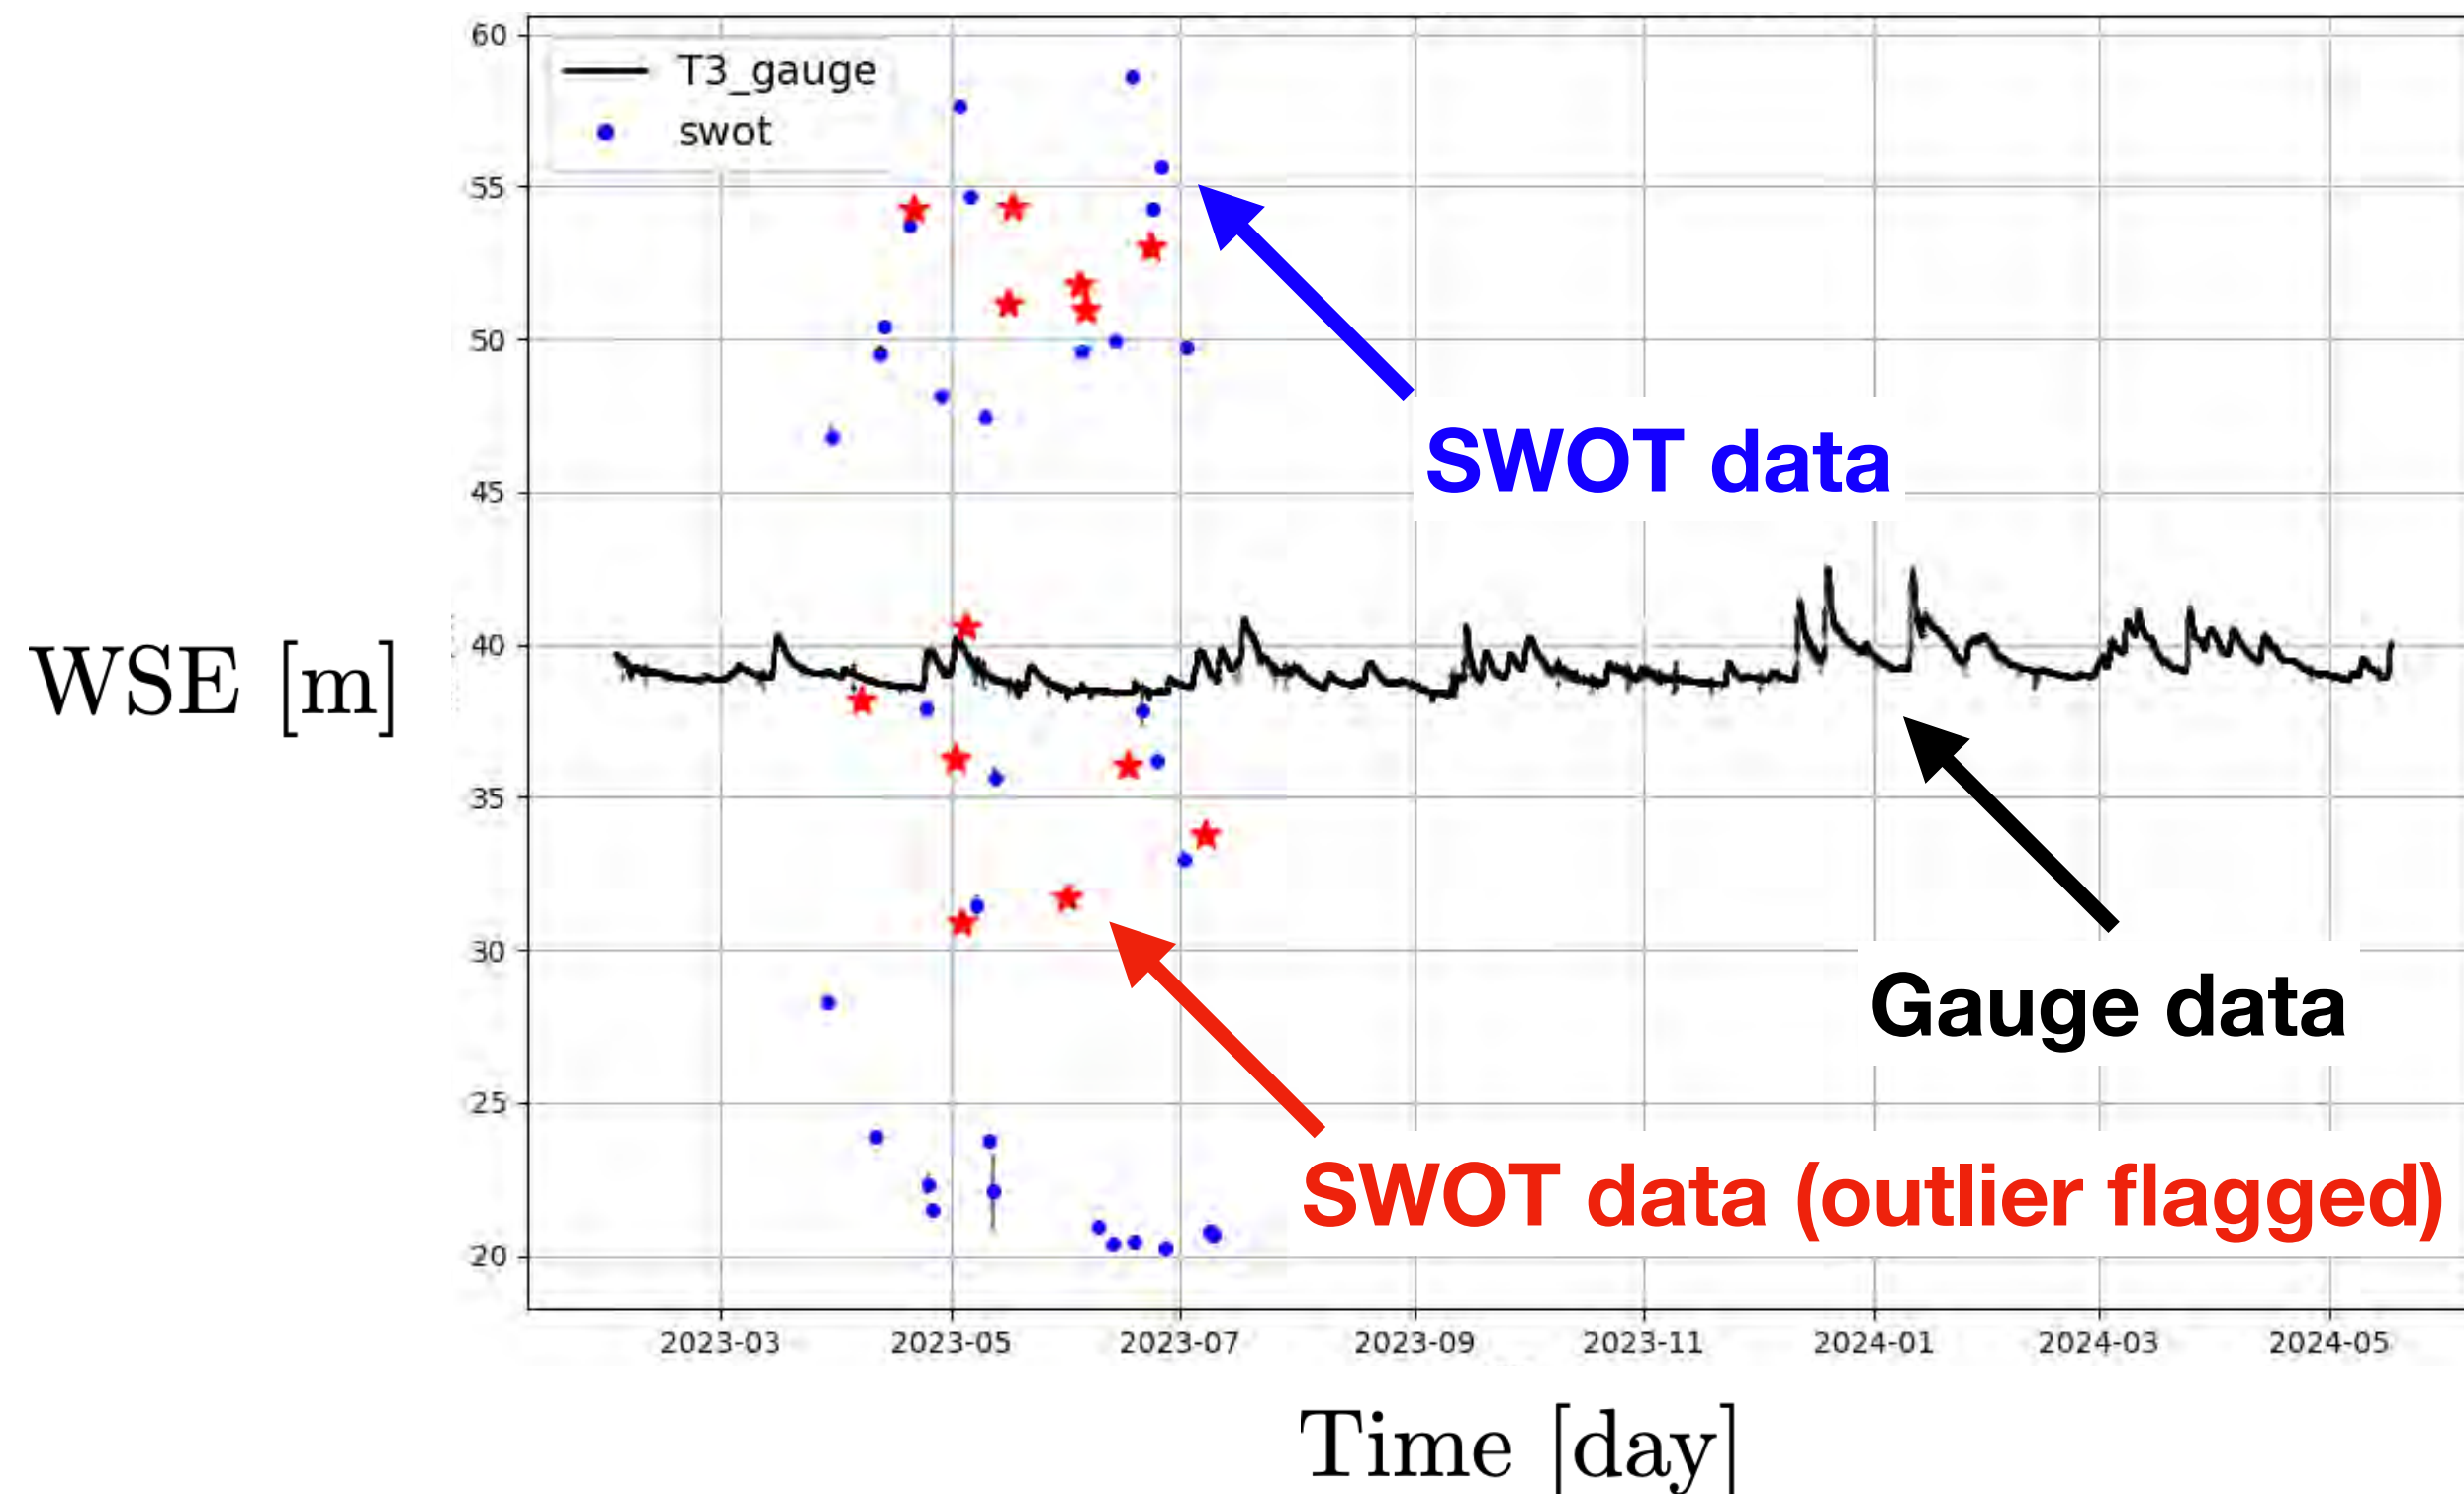 60
T3_gauge
swot
55
50
SWOT data
45
WSE [m]
40
35
30
Gauge data
25
SWOT data (outlier flagged)
20
2023-03 2023-05 2023-07 2023-09 2023-11 2024-01 2024-03 2024-05
Time [day]